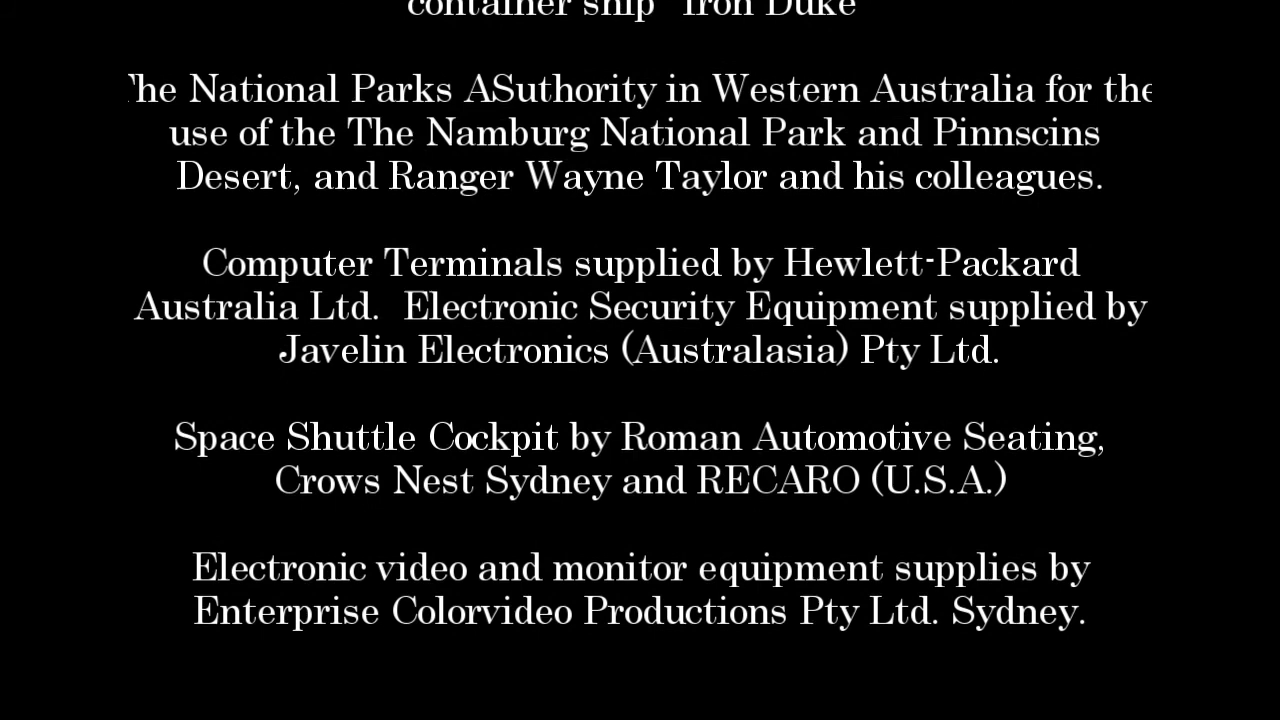 container ship "Iron Duke"
The National Parks ASuthority in Western Australia for the
use of the The Namburg National Park and Pinnscins
Desert, and Ranger Wayne Taylor and his colleagues.
Computer Terminals supplied by Hewlett-Packard
Australia Ltd. Electronic Security Equipment supplied by
Javelin Electronics (Australasia) Pty Ltd.
Space Shuttle Cockpit by Roman Automotive Seating,
Crows Nest Sydney and RECARO (U.S.A.)
Electronic video and monitor equipment supplies by
Enterprise Colorvideo Productions Pty Ltd. Sydney.